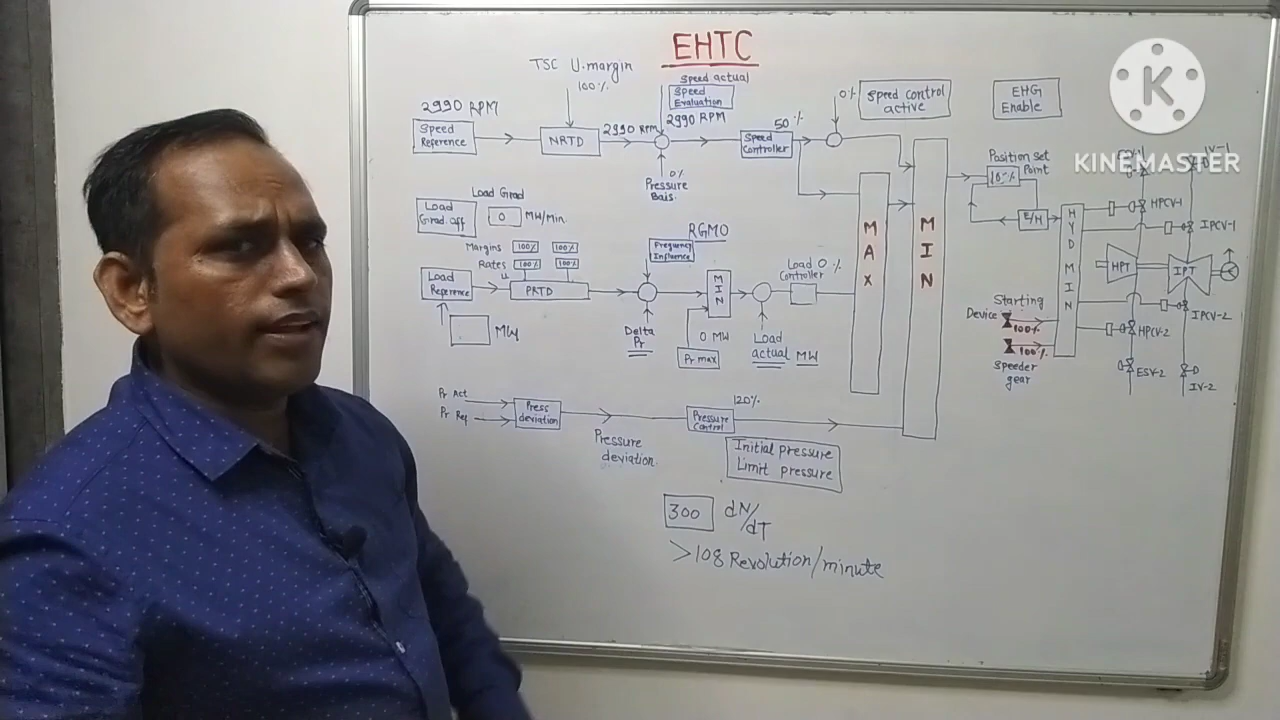 EHTC
TSC U.margin
100%
Speed actual
Speed
Evaluation
2990 RPM
Speed
Reference
NRTD
2990 RPM
2990 RPM
0%
Pressure
Bais
50 %
Speed
Controller
0%
Speed control
active
EHG
Enable
Position set
Point
10%
E/H
Load Grad
Load
Grad. off
0
MW/Min.
Margins
100%
100%
Rates
100%
100%
Load
Reference
PRTD
MW
RGMO
Frequency
Influence
Delta
Pr
MIN
0 MW
Pr max
Load 0 %
Controller
Load
actual MW
MAX
MIN
HYD MIN
Starting
Device
100%
100%
Speeder
gear
HPCV-1
IV-1
IPCV-1
HPT
IPT
IPCV-2
HPCV-2
ESV-2
IV-2
Pr Act
Pr Ref
Press
deviation
Pressure
deviation.
120%
Pressure
Control
Initial pressure
Limit pressure
300
dN/dT
>108 Revolution/minute
K
KINEMASTER